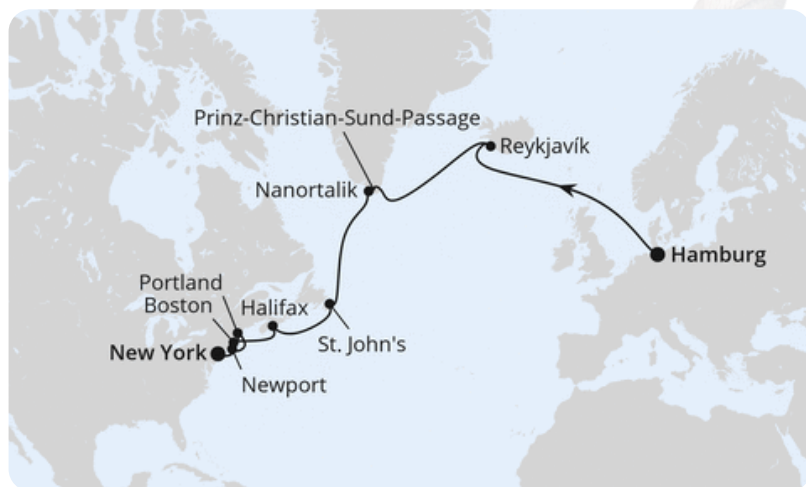 Prinz-Christian-Sund-Passage
Reykjavík
Nanortalik
Hamburg
Portland
Boston
Halifax
St. John's
New York
Newport